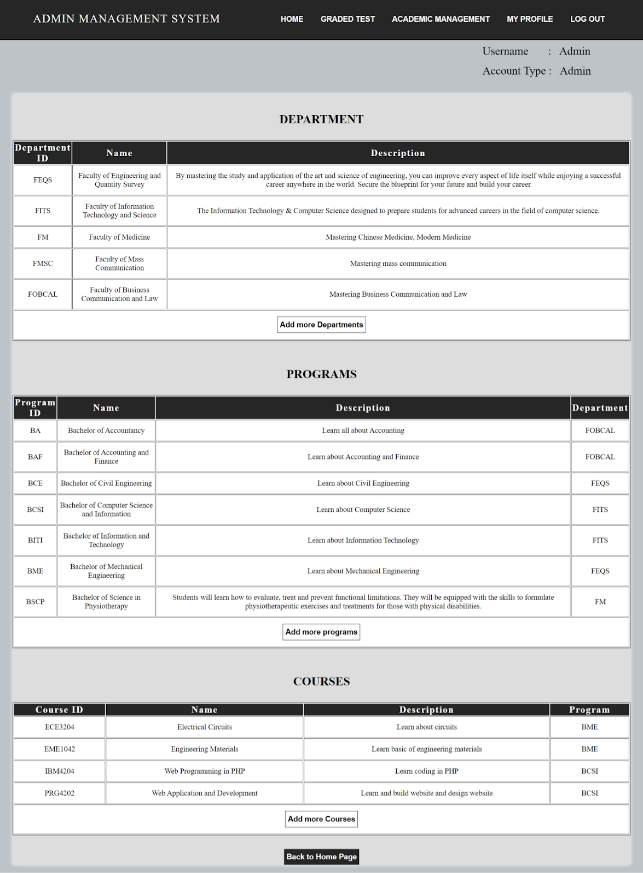 ADMIN MANAGEMENT SYSTEM HOME GRADED TEST ACADEMIC MANAGEMENT MY PROFILE LOG OUT
Username : Admin
Account Type : Admin
DEPARTMENT
Department ID Name Description
FEQS Faculty of Engineering and Quantity Survey By mastering the study and application of the art and science of engineering, you can improve every aspect of life itself while enjoying a successful career anywhere in the world. Secure the blueprint for your future and build your career
FITS Faculty of Information Technology and Science The Information Technology & Computer Science designed to prepare students for advanced careers in the field of computer science.
FM Faculty of Medicine Mastering Chinese Medicine, Modern Medicine
FMSC Faculty of Mass Communication Mastering mass communication
FOBCAL Faculty of Business Communication and Law Mastering Business Communication and Law
Add more Departments
PROGRAMS
Program ID Name Description Department
BA Bachelor of Accountancy Learn all about Accounting FOBCAL
BAF Bachelor of Accounting and Finance Learn about Accounting and Finance FOBCAL
BCE Bachelor of Civil Engineering Learn about Civil Engineering FEQS
BCSI Bachelor of Computer Science and Information Learn about Computer Science FITS
BITI Bachelor of Information and Technology Learn about Information Technology FITS
BME Bachelor of Mechanical Engineering Learn about Mechanical Engineering FEQS
BSCP Bachelor of Science in Physiotherapy Students will learn how to evaluate, treat and prevent functional limitations. They will be equipped with the skills to formulate physiotherapeutic exercises and treatments for those with physical disabilities. FM
Add more programs
COURSES
Course ID Name Description Program
ECE3204 Electrical Circuits Learn about circuits BME
EME1042 Engineering Materials Learn basic of engineering materials BME
IBM4204 Web Programming in PHP Learn coding in PHP BCSI
PRG4202 Web Application and Development Learn and build website and design website BCSI
Add more Courses
Back to Home Page